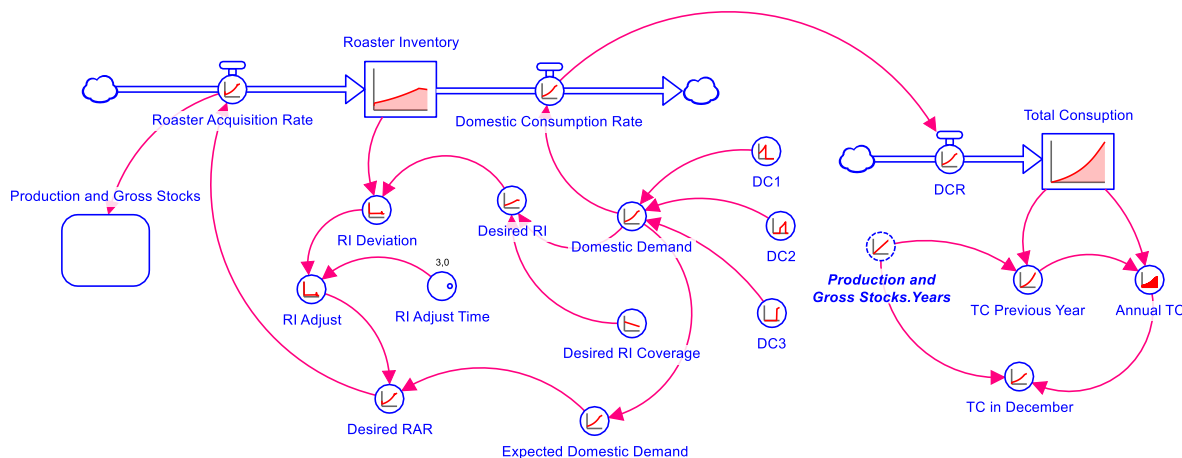 Roaster Inventory
Roaster Acquisition Rate
Domestic Consumption Rate
Total Consuption
DCR
DC1
Production and Gross Stocks
RI Deviation
Desired RI
Domestic Demand
DC2
3,0
RI Adjust
RI Adjust Time
Production and
Gross Stocks.Years
TC Previous Year
Annual TC
DC3
Desired RI Coverage
TC in December
Desired RAR
Expected Domestic Demand